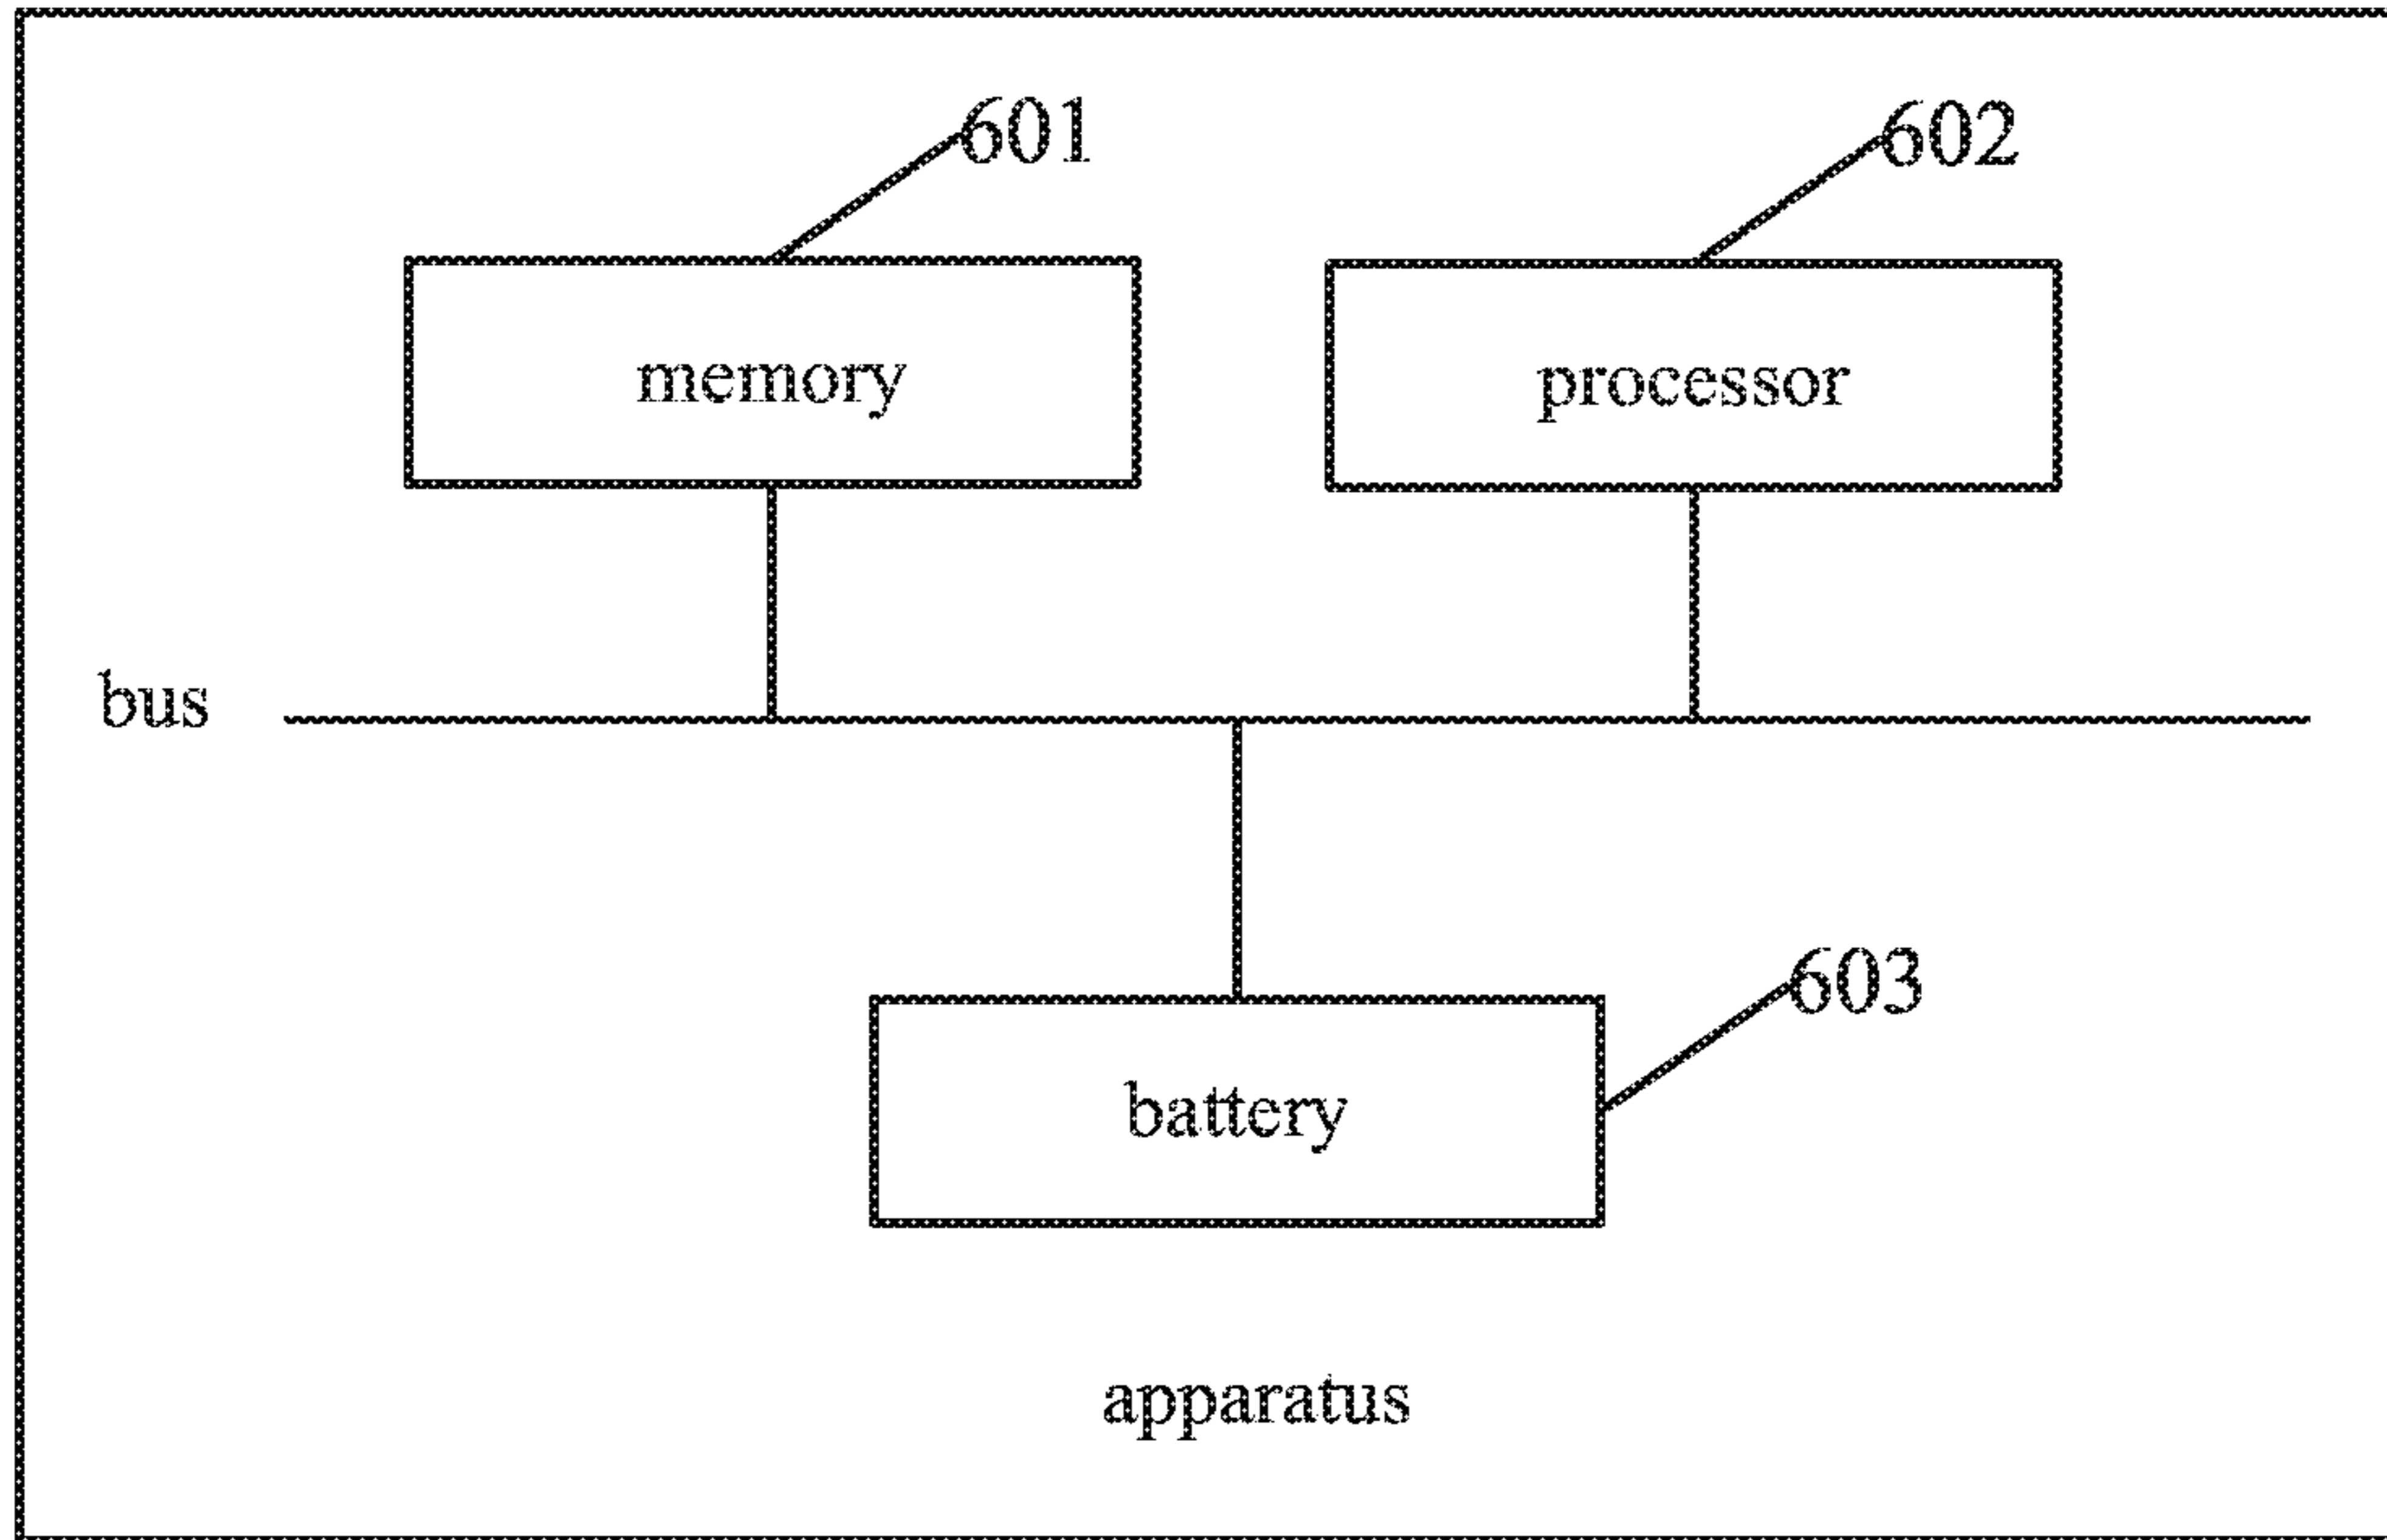 601
602
memory
processor
bus
603
battery
apparatus